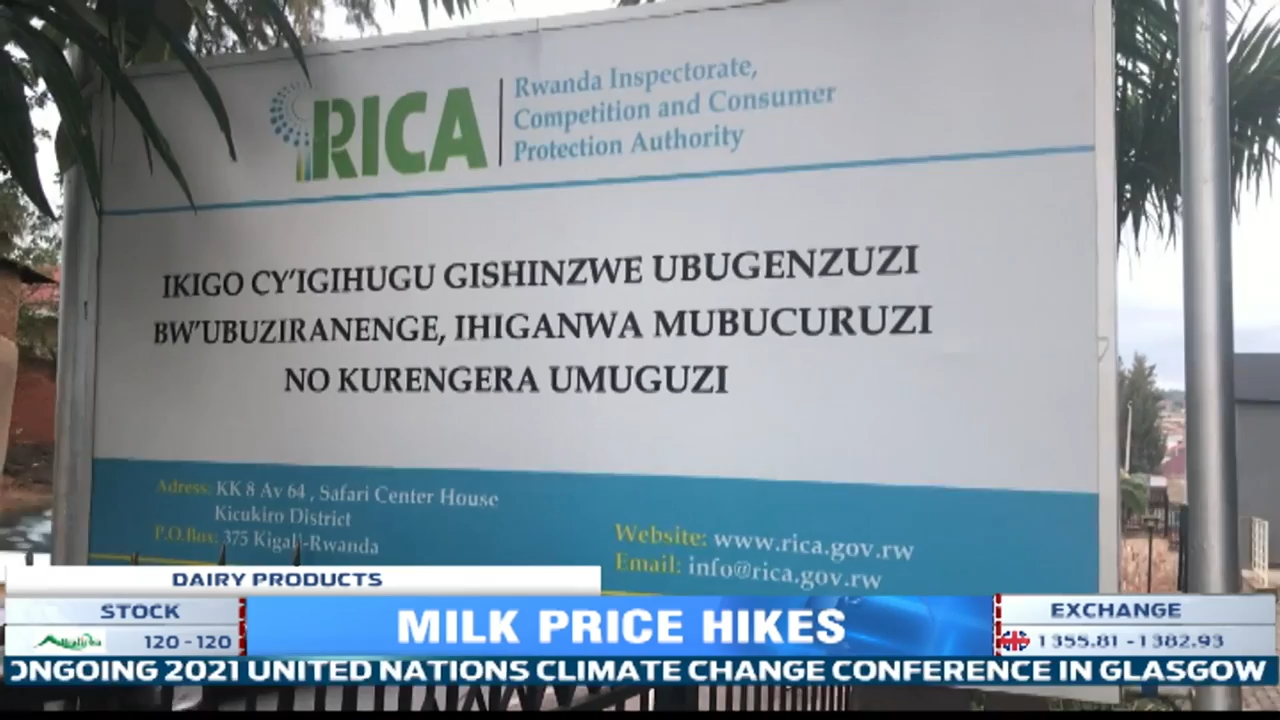 RICA
Rwanda Inspectorate,
Competition and Consumer
Protection Authority
IKIGO CY'IGIHUGU GISHINZWE UBUGENZUZI
BW'UBUZIRANENGE, IHIGANWA MUBUCURUZI
NO KURENGERA UMUGUZI
Adress: KK 8 Av 64 , Safari Center House
Kicukiro District
P.O.Box: 375 Kigali-Rwanda
Website: www.rica.gov.rw
Email: info@rica.gov.rw
DAIRY PRODUCTS
STOCK
120 - 120
MILK PRICE HIKES
EXCHANGE
1355.81 - 1382.93
ONGOING 2021 UNITED NATIONS CLIMATE CHANGE CONFERENCE IN GLASGOW